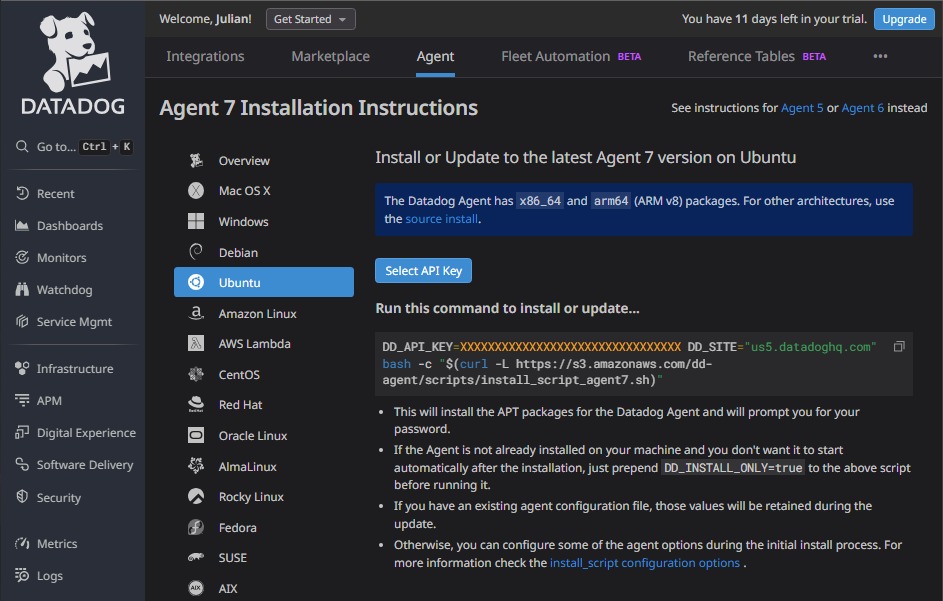 Welcome, Julian!
Get Started
You have 11 days left in your trial.
Upgrade
DATADOG
Integrations
Marketplace
Agent
Fleet Automation BETA
Reference Tables BETA
•••
Agent 7 Installation Instructions
See instructions for Agent 5 or Agent 6 instead
Go to... Ctrl + K
Recent
Dashboards
Monitors
Watchdog
Service Mgmt
Infrastructure
APM
Digital Experience
Software Delivery
Security
Metrics
Logs
Overview
Mac OS X
Windows
Debian
Ubuntu
Amazon Linux
AWS Lambda
CentOS
Red Hat
Oracle Linux
AlmaLinux
Rocky Linux
Fedora
SUSE
AIX
Install or Update to the latest Agent 7 version on Ubuntu
The Datadog Agent has x86_64 and arm64 (ARM v8) packages. For other architectures, use
the source install.
Select API Key
Run this command to install or update...
DD_API_KEY=XXXXXXXXXXXXXXXXXXXXXXXXXXXXXXXX DD_SITE="us5.datadoghq.com"
bash -c "$(curl -L https://s3.amazonaws.com/dd-
agent/scripts/install_script_agent7.sh)"
• This will install the APT packages for the Datadog Agent and will prompt you for your
password.
• If the Agent is not already installed on your machine and you don't want it to start
automatically after the installation, just prepend DD_INSTALL_ONLY=true to the above script
before running it.
• If you have an existing agent configuration file, those values will be retained during the
update.
• Otherwise, you can configure some of the agent options during the initial install process. For
more information check the install_script configuration options .